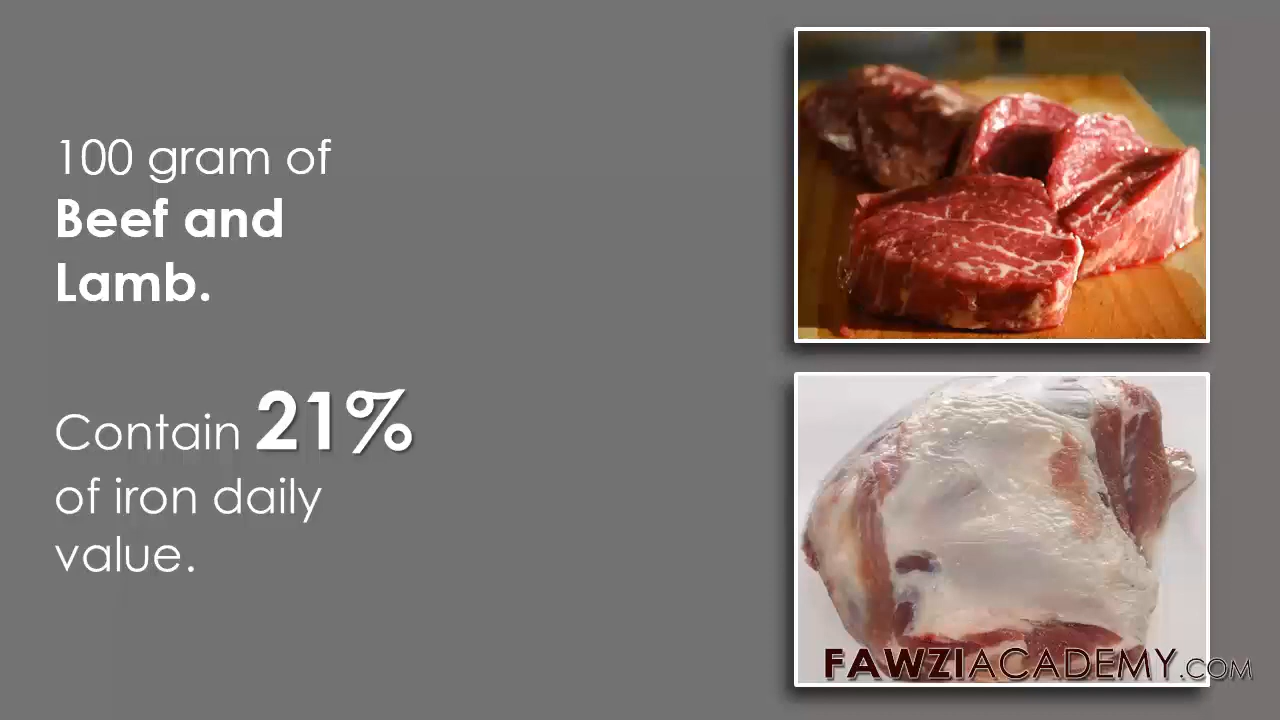 100 gram of
Beef and
Lamb.
Contain 21%
of iron daily
value.
FAWZIACADEMY.COM